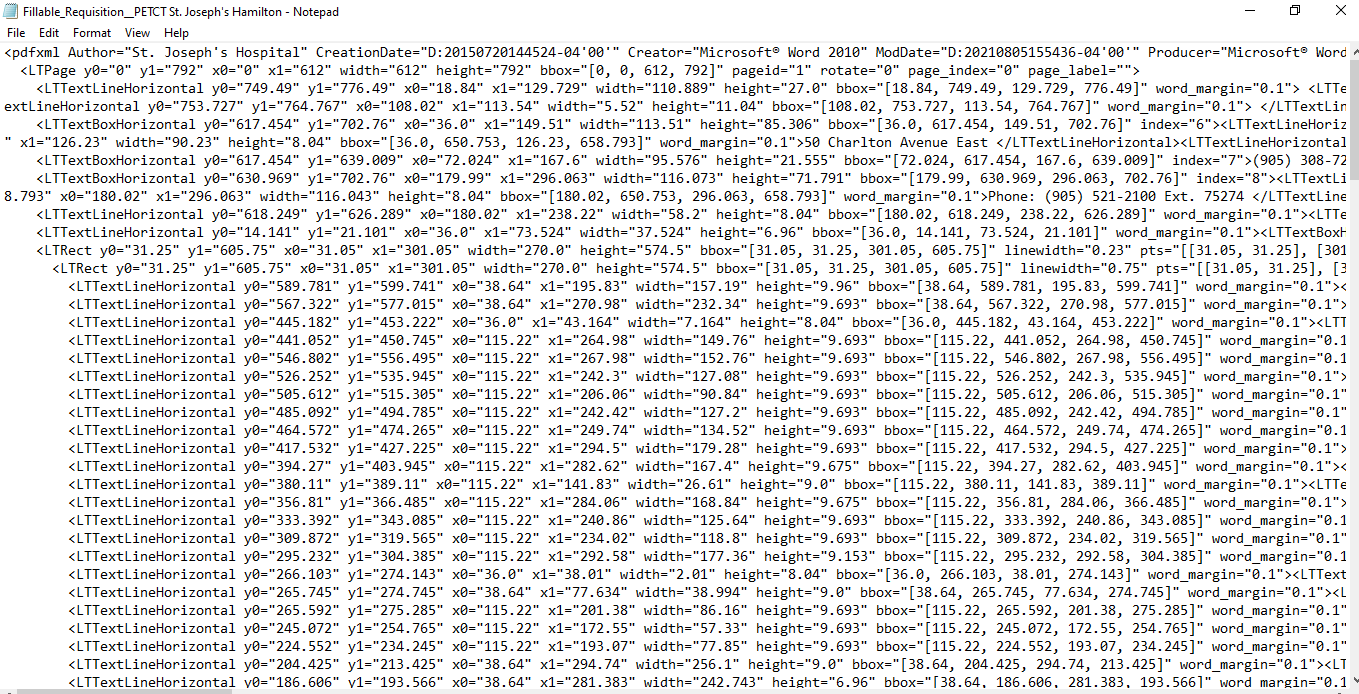 Fillable_Requisition__PETCT St. Joseph's Hamilton - Notepad
File Edit Format View Help
<pdfxml Author="St. Joseph's Hospital" CreationDate="D:20150720144524-04'00'" Creator="Microsoft® Word 2010" ModDate="D:20210805155436-04'00'" Producer="Microsoft® Word
<LTPage y0="0" y1="792" x0="0" x1="612" width="612" height="792" bbox="[0, 0, 612, 792]" pageid="1" rotate="0" page_index="0" page_label="">
<LTTextLineHorizontal y0="749.49" y1="776.49" x0="18.84" x1="129.729" width="110.889" height="27.0" bbox="[18.84, 749.49, 129.729, 776.49]" word_margin="0.1"> <LTTe
extLineHorizontal y0="753.727" y1="764.767" x0="108.02" x1="113.54" width="5.52" height="11.04" bbox="[108.02, 753.727, 113.54, 764.767]" word_margin="0.1"> </LTTextLin
<LTTextBoxHorizontal y0="617.454" y1="702.76" x0="36.0" x1="149.51" width="113.51" height="85.306" bbox="[36.0, 617.454, 149.51, 702.76]" index="6"><LTTextLineHoriz
" x1="126.23" width="90.23" height="8.04" bbox="[36.0, 650.753, 126.23, 658.793]" word_margin="0.1">50 Charlton Avenue East </LTTextLineHorizontal><LTTextLineHorizontal
<LTTextBoxHorizontal y0="617.454" y1="639.009" x0="72.024" x1="167.6" width="95.576" height="21.555" bbox="[72.024, 617.454, 167.6, 639.009]" index="7">(905) 308-72
<LTTextBoxHorizontal y0="630.969" y1="702.76" x0="179.99" x1="296.063" width="116.073" height="71.791" bbox="[179.99, 630.969, 296.063, 702.76]" index="8"><LTTextLi
8.793" x0="180.02" x1="296.063" width="116.043" height="8.04" bbox="[180.02, 650.753, 296.063, 658.793]" word_margin="0.1">Phone: (905) 521-2100 Ext. 75274 </LTTextLine
<LTTextLineHorizontal y0="618.249" y1="626.289" x0="180.02" x1="238.22" width="58.2" height="8.04" bbox="[180.02, 618.249, 238.22, 626.289]" word_margin="0.1"><LTTe
<LTTextLineHorizontal y0="14.141" y1="21.101" x0="36.0" x1="73.524" width="37.524" height="6.96" bbox="[36.0, 14.141, 73.524, 21.101]" word_margin="0.1"><LTTextBoxH
<LTRect y0="31.25" y1="605.75" x0="31.05" x1="301.05" width="270.0" height="574.5" bbox="[31.05, 31.25, 301.05, 605.75]" linewidth="0.23" pts="[[31.05, 31.25], [301
<LTRect y0="31.25" y1="605.75" x0="31.05" x1="301.05" width="270.0" height="574.5" bbox="[31.05, 31.25, 301.05, 605.75]" linewidth="0.75" pts="[[31.05, 31.25], [3
<LTTextLineHorizontal y0="589.781" y1="599.741" x0="38.64" x1="195.83" width="157.19" height="9.96" bbox="[38.64, 589.781, 195.83, 599.741]" word_margin="0.1"><
<LTTextLineHorizontal y0="567.322" y1="577.015" x0="38.64" x1="270.98" width="232.34" height="9.693" bbox="[38.64, 567.322, 270.98, 577.015]" word_margin="0.1">
<LTTextLineHorizontal y0="445.182" y1="453.222" x0="36.0" x1="43.164" width="7.164" height="8.04" bbox="[36.0, 445.182, 43.164, 453.222]" word_margin="0.1"><LTT
<LTTextLineHorizontal y0="441.052" y1="450.745" x0="115.22" x1="264.98" width="149.76" height="9.693" bbox="[115.22, 441.052, 264.98, 450.745]" word_margin="0.1
<LTTextLineHorizontal y0="546.802" y1="556.495" x0="115.22" x1="267.98" width="152.76" height="9.693" bbox="[115.22, 546.802, 267.98, 556.495]" word_margin="0.1
<LTTextLineHorizontal y0="526.252" y1="535.945" x0="115.22" x1="242.3" width="127.08" height="9.693" bbox="[115.22, 526.252, 242.3, 535.945]" word_margin="0.1">
<LTTextLineHorizontal y0="505.612" y1="515.305" x0="115.22" x1="206.06" width="90.84" height="9.693" bbox="[115.22, 505.612, 206.06, 515.305]" word_margin="0.1"
<LTTextLineHorizontal y0="485.092" y1="494.785" x0="115.22" x1="242.42" width="127.2" height="9.693" bbox="[115.22, 485.092, 242.42, 494.785]" word_margin="0.1"
<LTTextLineHorizontal y0="464.572" y1="474.265" x0="115.22" x1="249.74" width="134.52" height="9.693" bbox="[115.22, 464.572, 249.74, 474.265]" word_margin="0.1
<LTTextLineHorizontal y0="417.532" y1="427.225" x0="115.22" x1="294.5" width="179.28" height="9.693" bbox="[115.22, 417.532, 294.5, 427.225]" word_margin="0.1">
<LTTextLineHorizontal y0="394.27" y1="403.945" x0="115.22" x1="282.62" width="167.4" height="9.675" bbox="[115.22, 394.27, 282.62, 403.945]" word_margin="0.1"><
<LTTextLineHorizontal y0="380.11" y1="389.11" x0="115.22" x1="141.83" width="26.61" height="9.0" bbox="[115.22, 380.11, 141.83, 389.11]" word_margin="0.1"><LTTe
<LTTextLineHorizontal y0="356.81" y1="366.485" x0="115.22" x1="284.06" width="168.84" height="9.675" bbox="[115.22, 356.81, 284.06, 366.485]" word_margin="0.1">
<LTTextLineHorizontal y0="333.392" y1="343.085" x0="115.22" x1="240.86" width="125.64" height="9.693" bbox="[115.22, 333.392, 240.86, 343.085]" word_margin="0.1
<LTTextLineHorizontal y0="309.872" y1="319.565" x0="115.22" x1="234.02" width="118.8" height="9.693" bbox="[115.22, 309.872, 234.02, 319.565]" word_margin="0.1"
<LTTextLineHorizontal y0="295.232" y1="304.385" x0="115.22" x1="292.58" width="177.36" height="9.153" bbox="[115.22, 295.232, 292.58, 304.385]" word_margin="0.1
<LTTextLineHorizontal y0="266.103" y1="274.143" x0="36.0" x1="38.01" width="2.01" height="8.04" bbox="[36.0, 266.103, 38.01, 274.143]" word_margin="0.1"><LTText
<LTTextLineHorizontal y0="265.745" y1="274.745" x0="38.64" x1="77.634" width="38.994" height="9.0" bbox="[38.64, 265.745, 77.634, 274.745]" word_margin="0.1"><L
<LTTextLineHorizontal y0="265.592" y1="275.285" x0="115.22" x1="201.38" width="86.16" height="9.693" bbox="[115.22, 265.592, 201.38, 275.285]" word_margin="0.1"
<LTTextLineHorizontal y0="245.072" y1="254.765" x0="115.22" x1="172.55" width="57.33" height="9.693" bbox="[115.22, 245.072, 172.55, 254.765]" word_margin="0.1"
<LTTextLineHorizontal y0="224.552" y1="234.245" x0="115.22" x1="193.07" width="77.85" height="9.693" bbox="[115.22, 224.552, 193.07, 234.245]" word_margin="0.1"
<LTTextLineHorizontal y0="204.425" y1="213.425" x0="38.64" x1="294.74" width="256.1" height="9.0" bbox="[38.64, 204.425, 294.74, 213.425]" word_margin="0.1"><LT
<LTTextLineHorizontal y0="186.606" y1="193.566" x0="38.64" x1="281.383" width="242.743" height="6.96" bbox="[38.64, 186.606, 281.383, 193.566]" word_margin="0.1